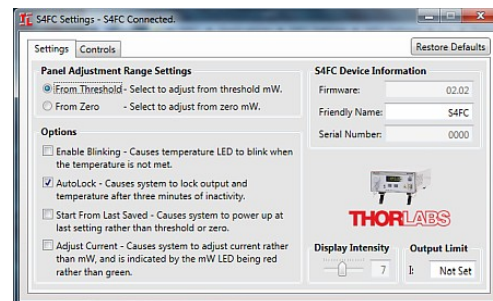 S4FC Settings - S4FC Connected.
Settings Controls Restore Defaults
Panel Adjustment Range Settings
From Threshold - Select to adjust from threshold mW.
From Zero - Select to adjust from zero mW.
Options
Enable Blinking - Causes temperature LED to blink when
the temperature is not met.
AutoLock - Causes system to lock output and
temperature after three minutes of inactivity.
Start From Last Saved - Causes system to power up at
last setting rather than threshold or zero.
Adjust Current - Causes system to adjust current rather
than mW, and is indicated by the mW LED being red
rather than green.
S4FC Device Information
Firmware: 02.02
Friendly Name: S4FC
Serial Number: 0000
THORLABS
Display Intensity
7
Output Limit
I: Not Set